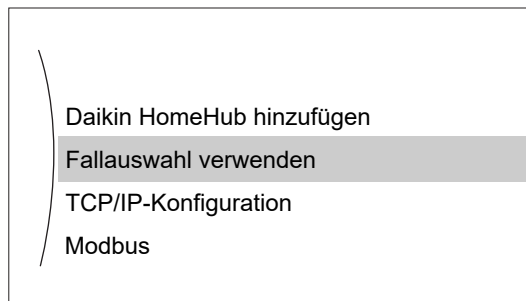 Daikin HomeHub hinzufügen
Fallauswahl verwenden
TCP/IP-Konfiguration
Modbus